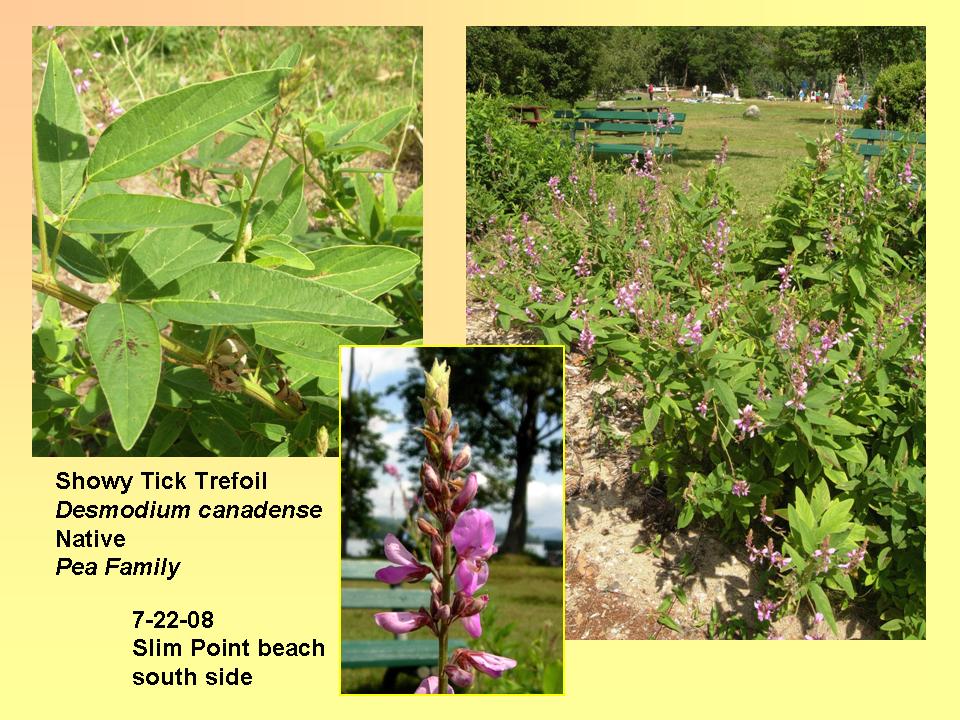 Showy Tick Trefoil
Desmodium canadense
Native
Pea Family
7-22-08
Slim Point beach
south side